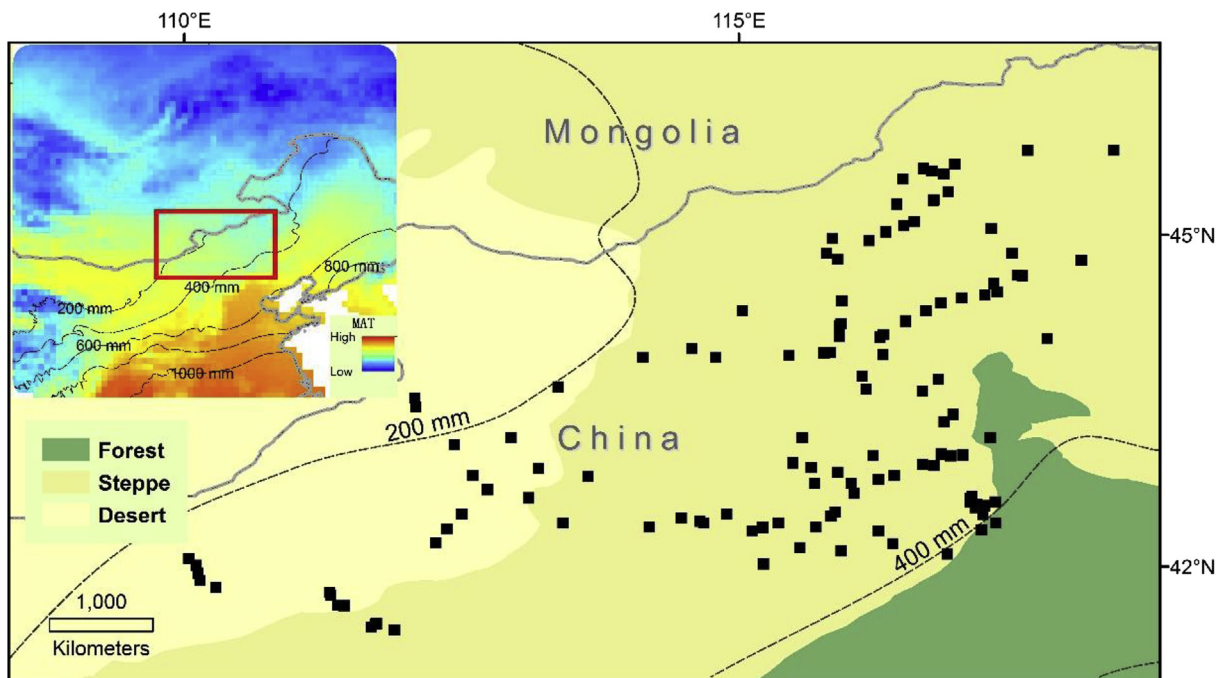 110°E
115°E
Mongolia
45°N
800 mm
400 mm
200 mm
MAT
600 mm
High
1000 mm
Low
200 mm
China
Forest
Steppe
Desert
400 mm
42°N
1,000
Kilometers